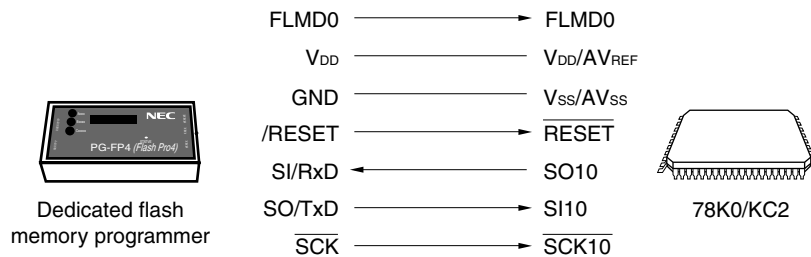 FLMD0 FLMD0
VDD VDD/AVREF
GND VSS/AVSS
/RESET RESET
SI/RxD SO10
SO/TxD SI10
SCK SCK10
NEC
PG-FP4 (Flash Pro4)
Dedicated flash
memory programmer
78K0/KC2